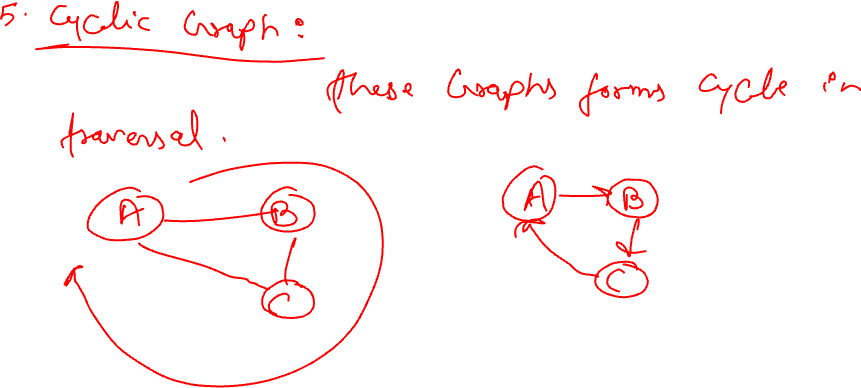 5. Cyclic Graph:
These Graphs forms cycle in
traversal.
A B A B
C C